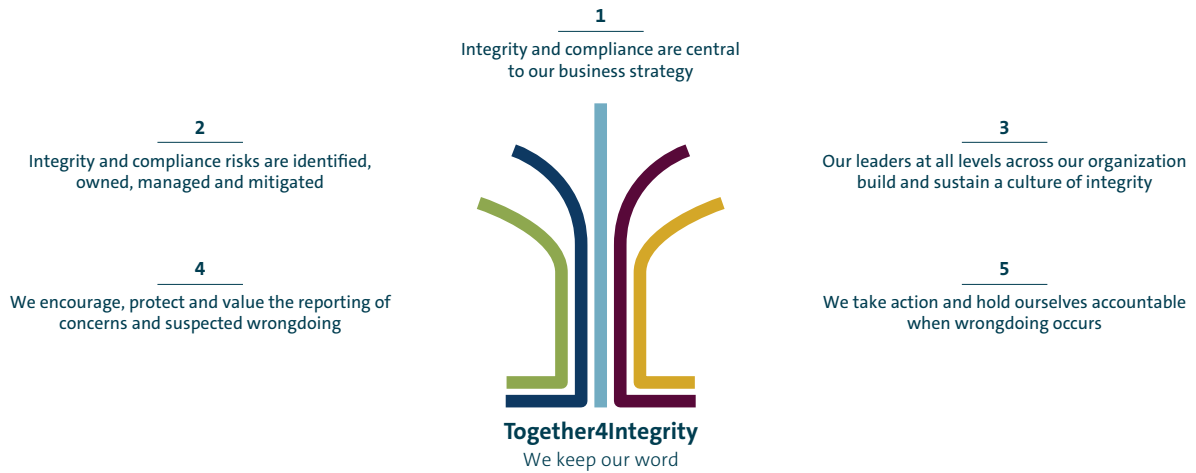 1
Integrity and compliance are central
to our business strategy
2
Integrity and compliance risks are identified,
owned, managed and mitigated
3
Our leaders at all levels across our organization
build and sustain a culture of integrity
4
We encourage, protect and value the reporting of
concerns and suspected wrongdoing
5
We take action and hold ourselves accountable
when wrongdoing occurs
Together4Integrity
We keep our word